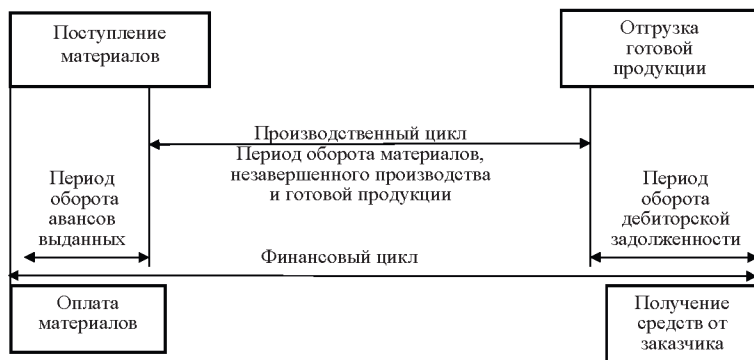 Поступление
материалов
Отгрузка
готовой
продукции
Производственный цикл
Период оборота материалов,
незавершенного производства
и готовой продукции
Период
оборота
авансов
выданных
Период
оборота
дебиторской
задолженности
Финансовый цикл
Оплата
материалов
Получение
средств от
заказчика